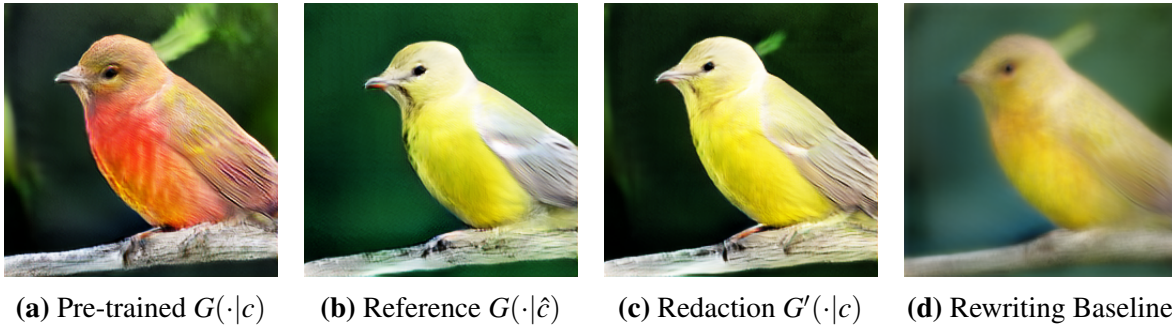 (a) Pre-trained G(·|c)
(b) Reference G(·|ĉ)
(c) Redaction G′(·|c)
(d) Rewriting Baseline